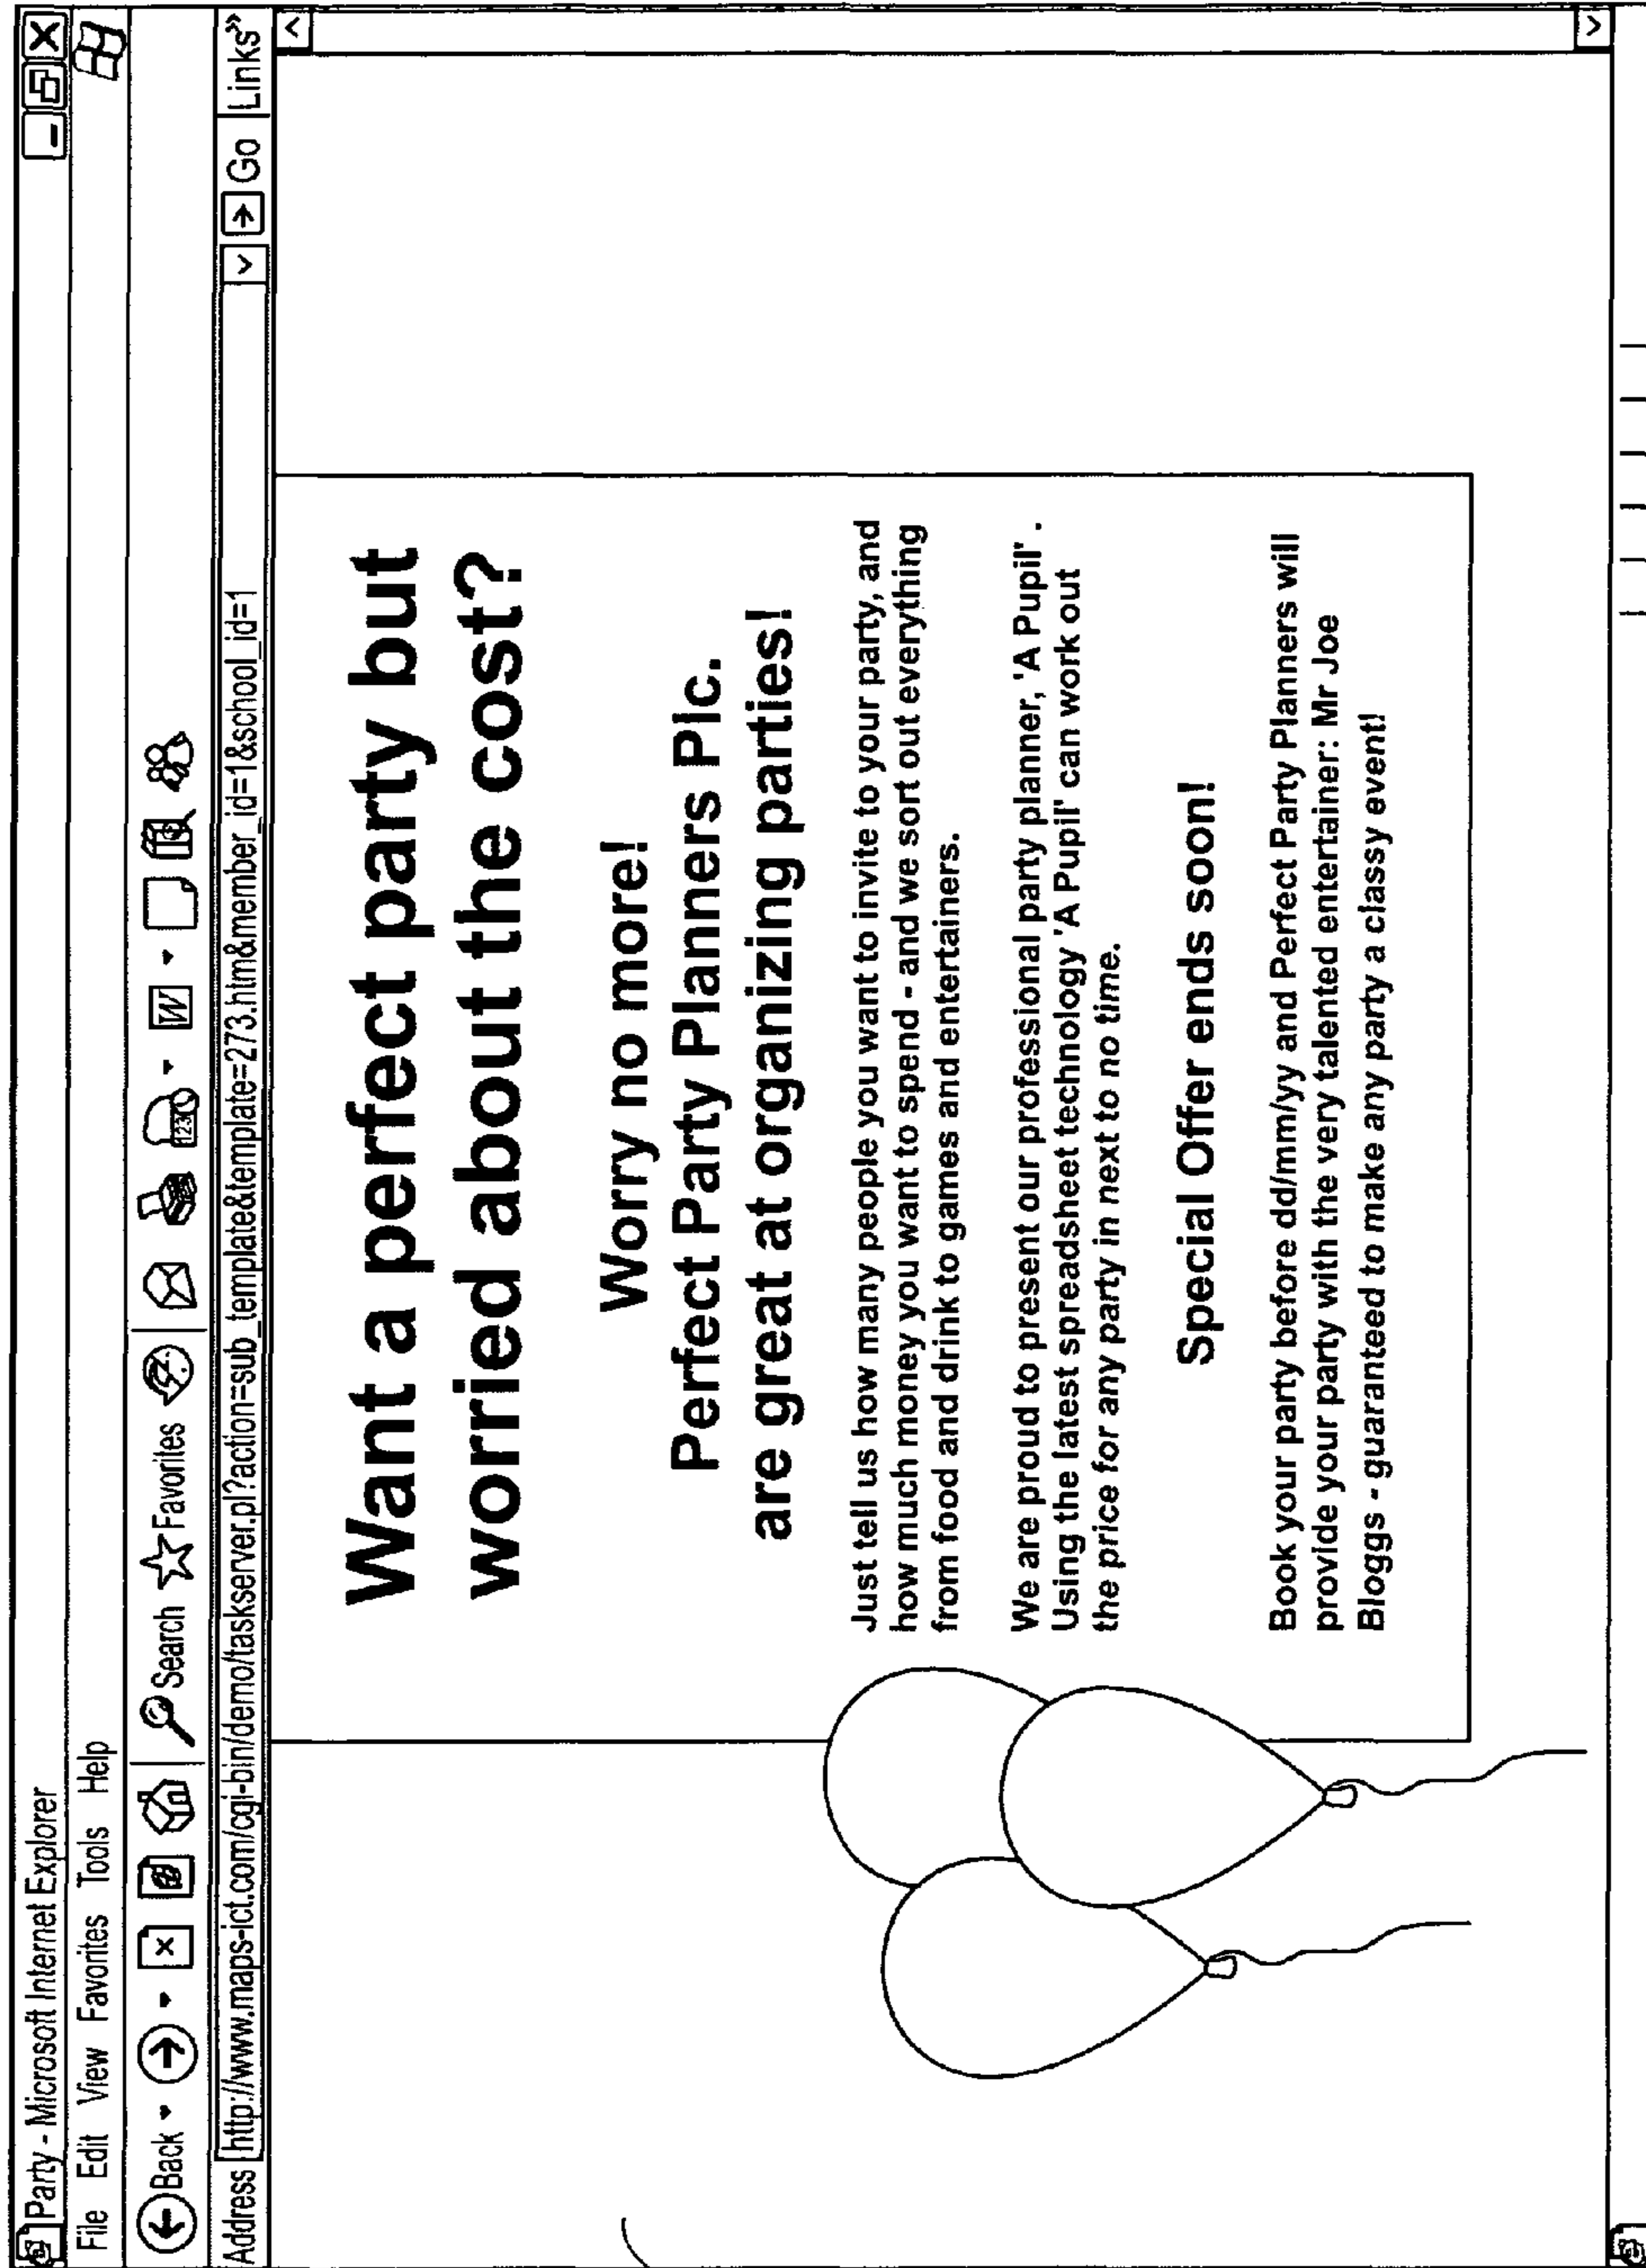 Party - Microsoft Internet Explorer
File Edit View Favorites Tools Help
Back Search Favorites 123 W
Address http://www.maps-ict.com/cgi-bin/demo/taskserver.pl?action=sub_template&template=273.htm&member_id=1&school_id=1 Go Links»
Want a perfect party but
worried about the cost?
Worry no more!
Perfect Party Planners Plc.
are great at organizing parties!
Just tell us how many people you want to invite to your party, and
how much money you want to spend - and we sort out everything
from food and drink to games and entertainers.
We are proud to present our professional party planner, 'A Pupil'.
Using the latest spreadsheet technology 'A Pupil' can work out
the price for any party in next to no time.
Special Offer ends soon!
Book your party before dd/mm/yy and Perfect Party Planners will
provide your party with the very talented entertainer: Mr Joe
Bloggs - guaranteed to make any party a classy event!